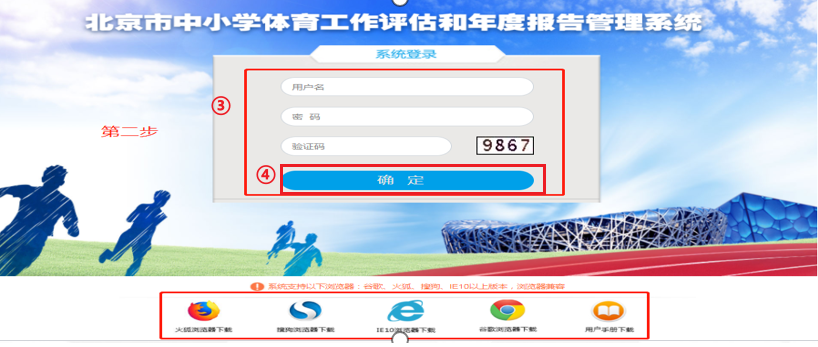 北京市中小学体育工作评估和年度报告管理系统
系统登录
③
用户名
第二步
密 码
验证码
9867
④
确 定
系统支持以下浏览器：谷歌、火狐、搜狗、IE10以上版本，浏览器兼容
火狐浏览器下载
搜狗浏览器下载
IE10浏览器下载
谷歌浏览器下载
用户手册下载